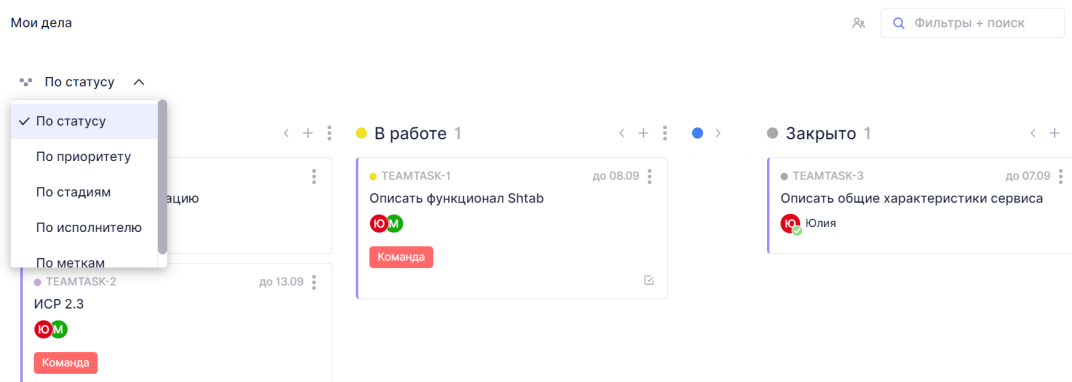 Мои дела
Фильтры + поиск
По статусу
По статусу
По приоритету
По стадиям
По исполнителю
По меткам
ацию
TEAMTASK-2 до 13.09
ИСР 2.3
Ю М
Команда
В работе 1
TEAMTASK-1 до 08.09
Описать функционал Shtab
Ю М
Команда
Закрыто 1
TEAMTASK-3 до 07.09
Описать общие характеристики сервиса
Ю Юлия